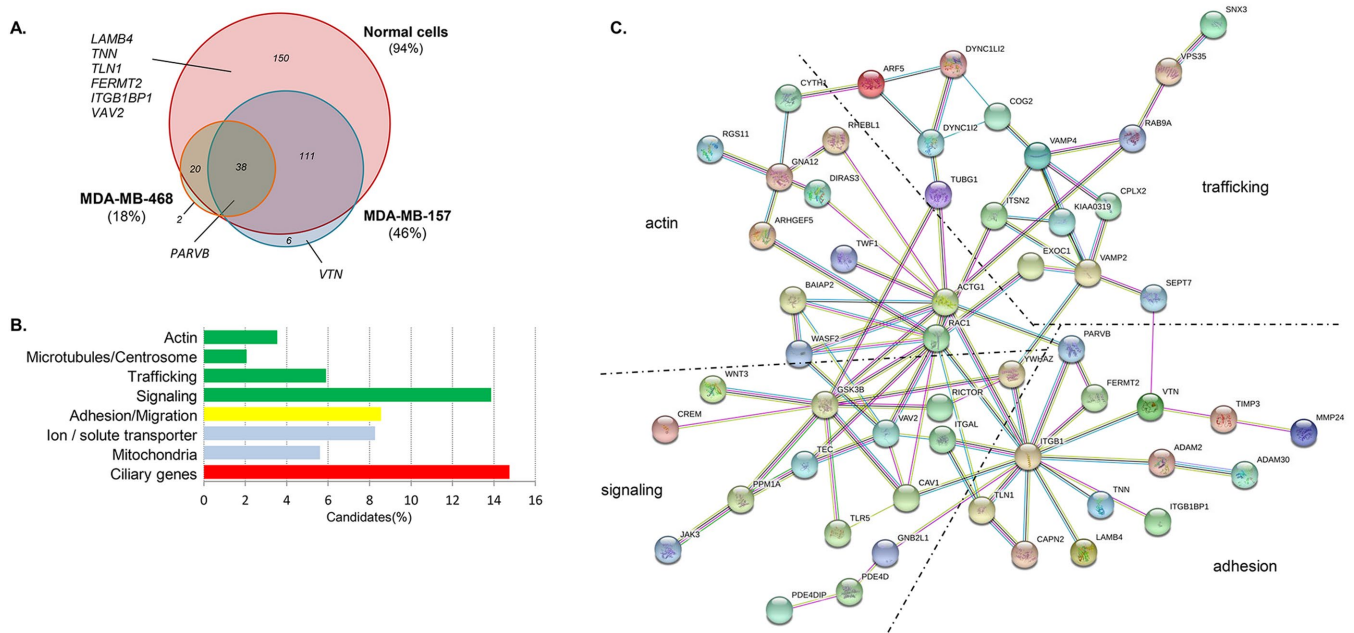 A.
LAMB4
TNN
TLN1
FERMT2
ITGB1BP1
VAV2
Normal cells
(94%)
150
20
38
111
MDA-MB-468
(18%)
2
PARVB
6
VTN
MDA-MB-157
(46%)
B.
Actin
Microtubules/Centrosome
Trafficking
Signaling
Adhesion/Migration
Ion / solute transporter
Mitochondria
Ciliary genes
0 2 4 6 8 10 12 14 16
Candidates(%)
C.
SNX3
VPS35
DYNC1LI2
ARF5
CYTH1
COG2
RAB9A
DYNC1I2
RHEBL1
RGS11
VAMP4
GNA12
trafficking
DIRAS3
TUBG1
CPLX2
ITSN2
KIAA0319
actin
ARHGEF5
EXOC1
TWF1
VAMP2
SEPT7
BAIAP2
ACTG1
RAC1
WASF2
PARVB
YWHAZ
WNT3
GSK3B
FERMT2
RICTOR
VTN
CREM
TIMP3
MMP24
VAV2
ITGAL
ITGB1
TEC
ADAM2
ADAM30
signaling
PPM1A
CAV1
TLN1
TNN
ITGB1BP1
TLR5
JAK3
GNB2L1
CAPN2
LAMB4
adhesion
PDE4D
PDE4DIP